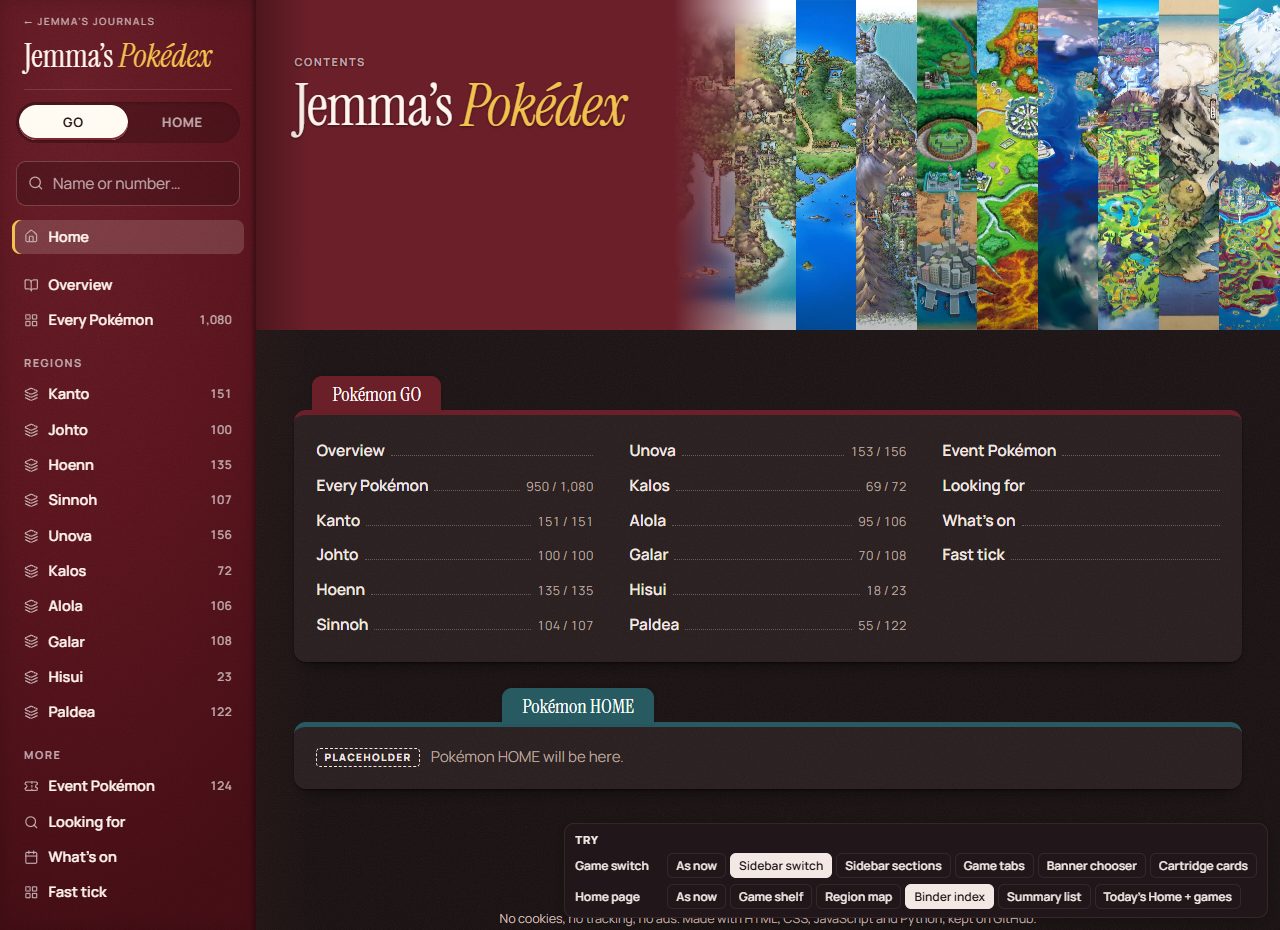 ← JEMMA'S JOURNALS
Jemma's Pokédex
GO HOME
Name or number...
Home
Overview
Every Pokémon 1,080
REGIONS
Kanto 151
Johto 100
Hoenn 135
Sinnoh 107
Unova 156
Kalos 72
Alola 106
Galar 108
Hisui 23
Paldea 122
MORE
Event Pokémon 124
Looking for
What's on
Fast tick
CONTENTS
Jemma's Pokédex
Pokémon GO
Overview
Every Pokémon 950 / 1,080
Kanto 151 / 151
Johto 100 / 100
Hoenn 135 / 135
Sinnoh 104 / 107
Unova 153 / 156
Kalos 69 / 72
Alola 95 / 106
Galar 70 / 108
Hisui 18 / 23
Paldea 55 / 122
Event Pokémon
Looking for
What's on
Fast tick
Pokémon HOME
PLACEHOLDER Pokémon HOME will be here.
TRY
Game switch As now Sidebar switch Sidebar sections Game tabs Banner chooser Cartridge cards
Home page As now Game shelf Region map Binder index Summary list Today's Home + games
No cookies, no tracking, no ads. Made with HTML, CSS, JavaScript and Python, kept on GitHub.